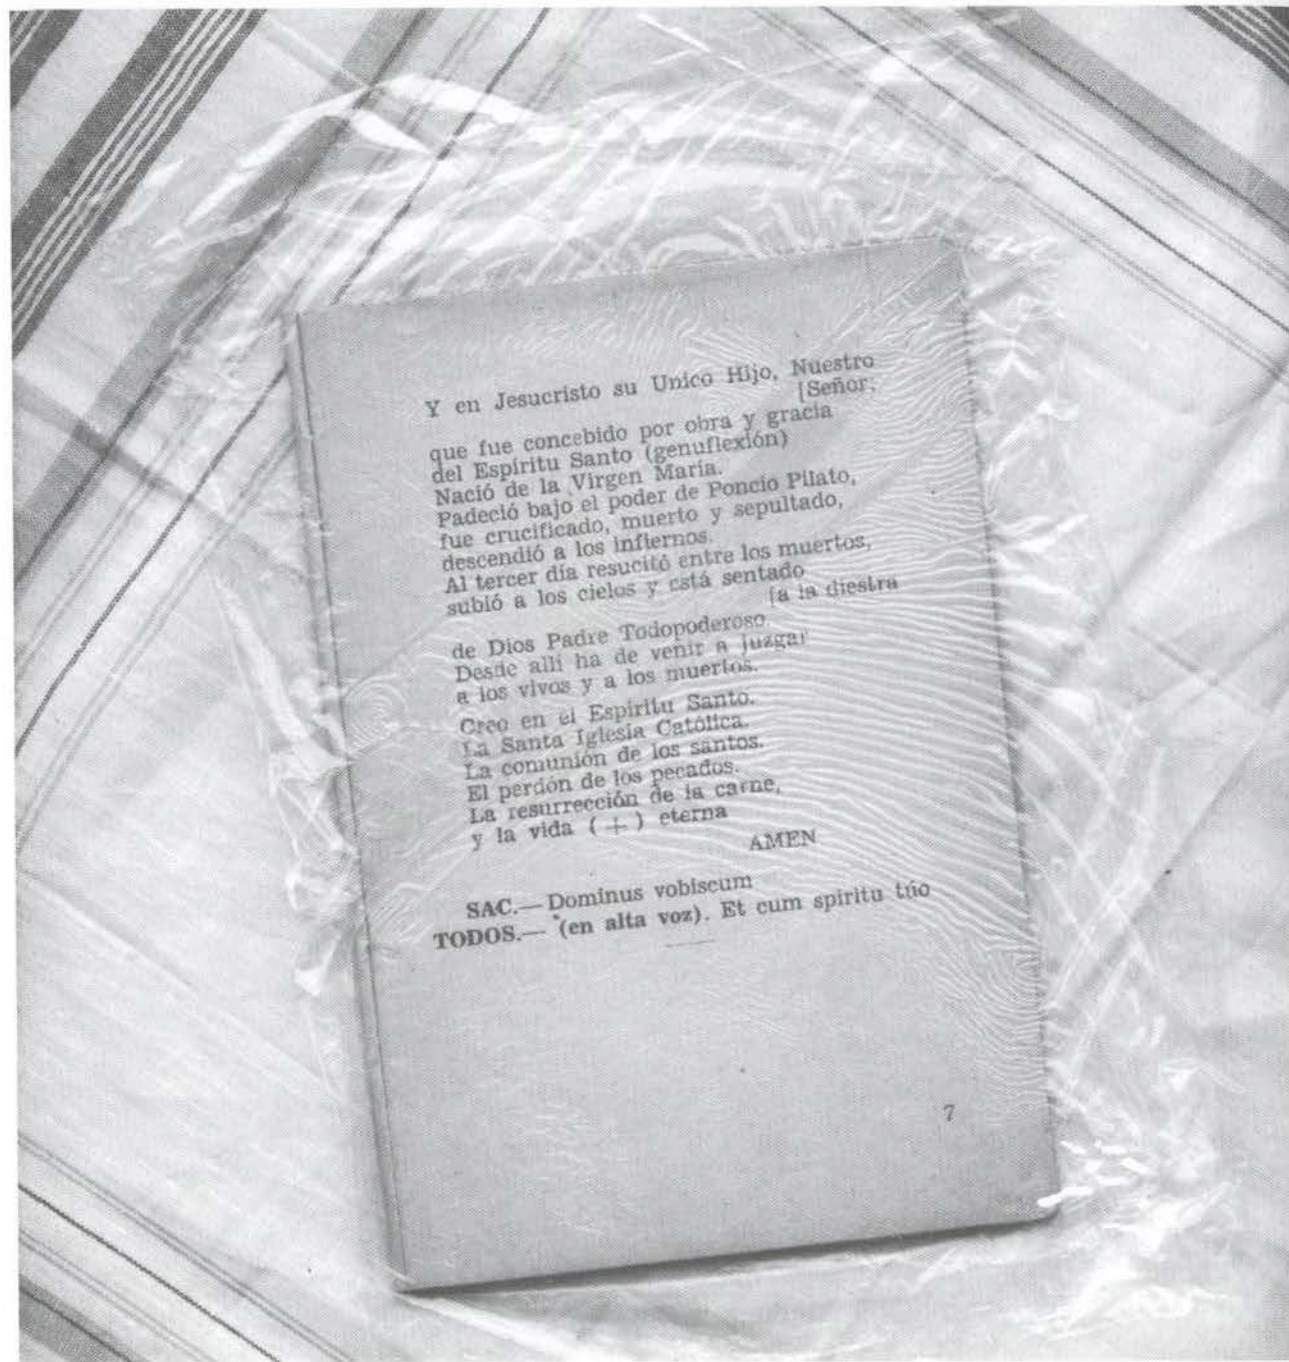 Y en Jesucristo su Unico Hijo, Nuestro
[Señor,
que fue concebido por obra y gracia
del Espíritu Santo (genuflexión)
Nació de la Virgen María.
Padeció bajo el poder de Poncio Pilato,
fue crucificado, muerto y sepultado,
descendió a los infiernos.
Al tercer día resucitó entre los muertos,
subió a los cielos y está sentado
[a la diestra
de Dios Padre Todopoderoso.
Desde allí ha de venir a juzgar
a los vivos y a los muertos.
Creo en el Espíritu Santo.
La Santa Iglesia Católica.
La comunión de los santos.
El perdón de los pecados.
La resurrección de la carne,
y la vida (+) eterna
AMEN
SAC.— Dominus vobiscum
TODOS.— (en alta voz). Et cum spiritu túo
7